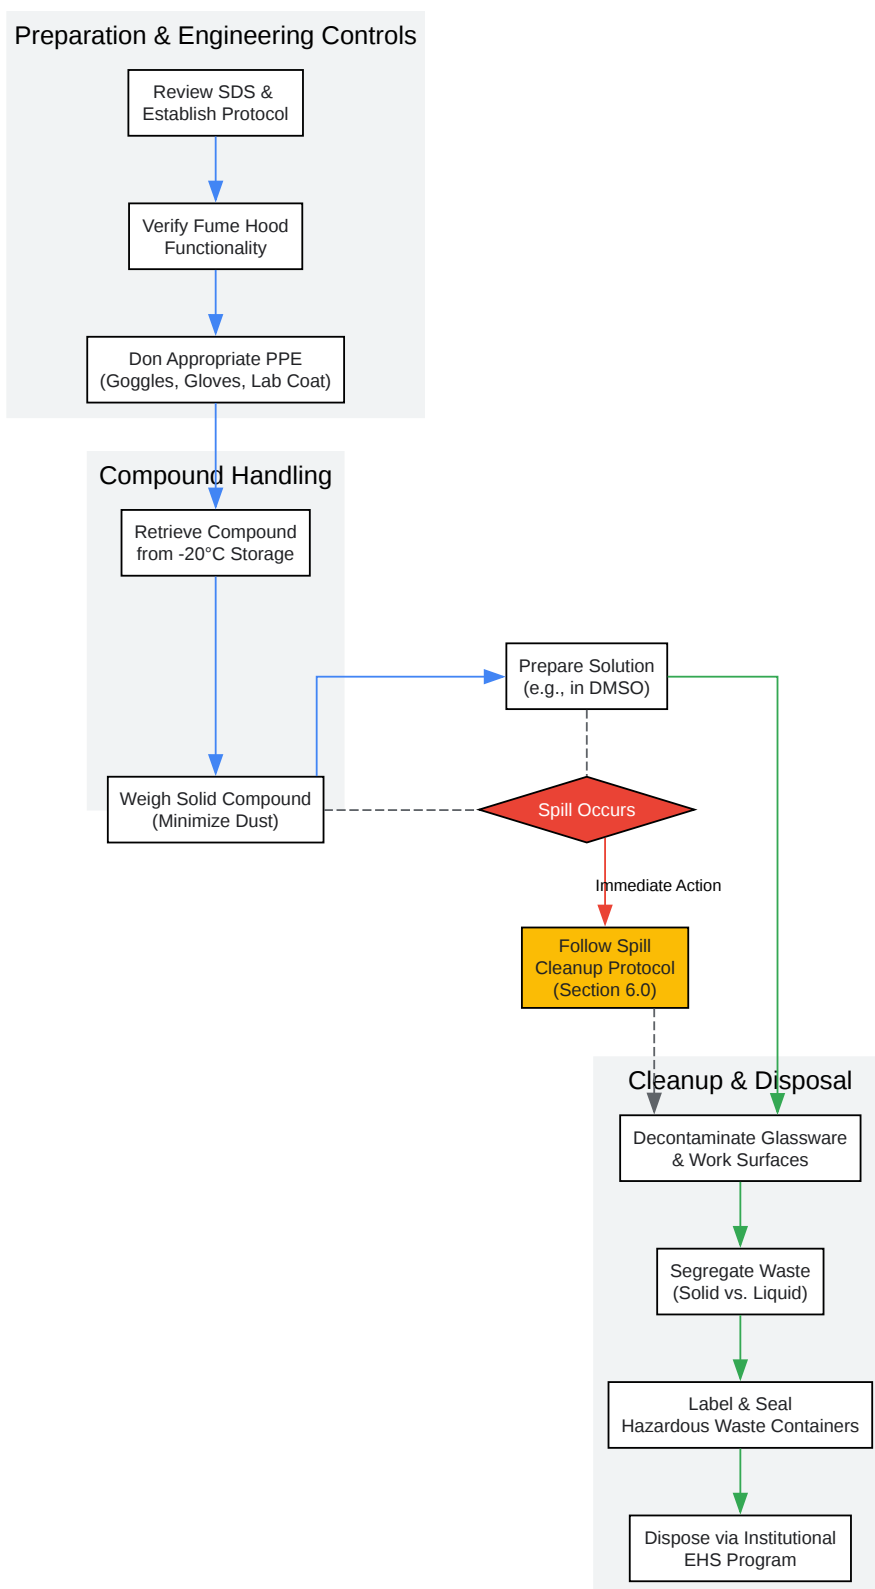 Preparation & Engineering Controls
Review SDS &
Establish Protocol
Verify Fume Hood
Functionality
Don Appropriate PPE
(Goggles, Gloves, Lab Coat)
Compound Handling
Retrieve Compound
from -20°C Storage
Prepare Solution
(e.g., in DMSO)
Weigh Solid Compound
(Minimize Dust)
Spill Occurs
Immediate Action
Follow Spill
Cleanup Protocol
(Section 6.0)
Cleanup & Disposal
Decontaminate Glassware
& Work Surfaces
Segregate Waste
(Solid vs. Liquid)
Label & Seal
Hazardous Waste Containers
Dispose via Institutional
EHS Program